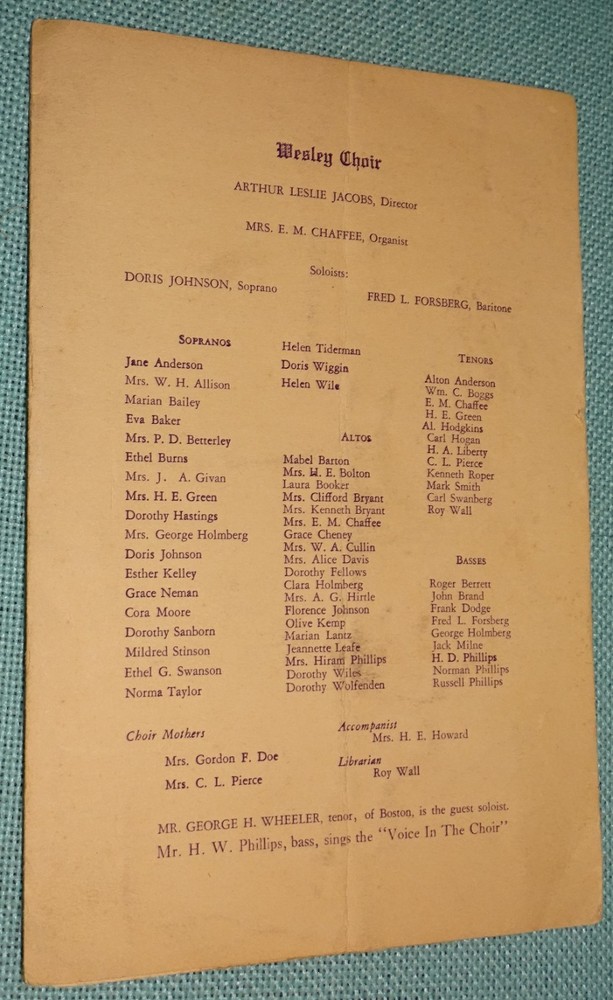 Wesley Choir
ARTHUR LESLIE JACOBS, Director
MRS. E. M. CHAFFEE, Organist
Soloists:
DORIS JOHNSON, Soprano
FRED L. FORSBERG, Baritone
SOPRANOS
Jane Anderson
Mrs. W. H. Allison
Marian Bailey
Eva Baker
Mrs. P. D. Betterley
Ethel Burns
Mrs. J. A. Givan
Mrs. H. E. Green
Dorothy Hastings
Mrs. George Holmberg
Doris Johnson
Esther Kelley
Grace Neman
Cora Moore
Dorothy Sanborn
Mildred Stinson
Ethel G. Swanson
Norma Taylor
Helen Tiderman
Doris Wiggin
Helen Wile
ALTOS
Mabel Barton
Mrs. H. E. Bolton
Laura Booker
Mrs. Clifford Bryant
Mrs. Kenneth Bryant
Mrs. E. M. Chaffee
Grace Cheney
Mrs. W. A. Cullin
Mrs. Alice Davis
Dorothy Fellows
Clara Holmberg
Mrs. A. G. Hirtle
Florence Johnson
Olive Kemp
Marian Lantz
Jeannette Leafe
Mrs. Hiram Phillips
Dorothy Wiles
Dorothy Wolfenden
TENORS
Alton Anderson
Wm. C. Boggs
E. M. Chaffee
H. E. Green
Al. Hodgkins
Carl Hogan
H. A. Liberty
C. L. Pierce
Kenneth Roper
Mark Smith
Carl Swanberg
Roy Wall
BASSES
Roger Berrett
John Brand
Frank Dodge
Fred L. Forsberg
George Holmberg
Jack Milne
H. D. Phillips
Norman Phillips
Russell Phillips
Choir Mothers
Mrs. Gordon F. Doe
Mrs. C. L. Pierce
Accompanist
Mrs. H. E. Howard
Librarian
Roy Wall
MR. GEORGE H. WHEELER, tenor, of Boston, is the guest soloist.
Mr. H. W. Phillips, bass, sings the "Voice In The Choir"